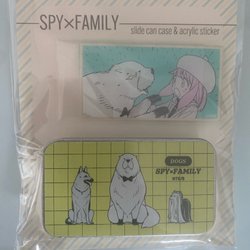 SPY×FAMILY
slide can case & acrylic sticker
DOGS
SPY×FAMILY